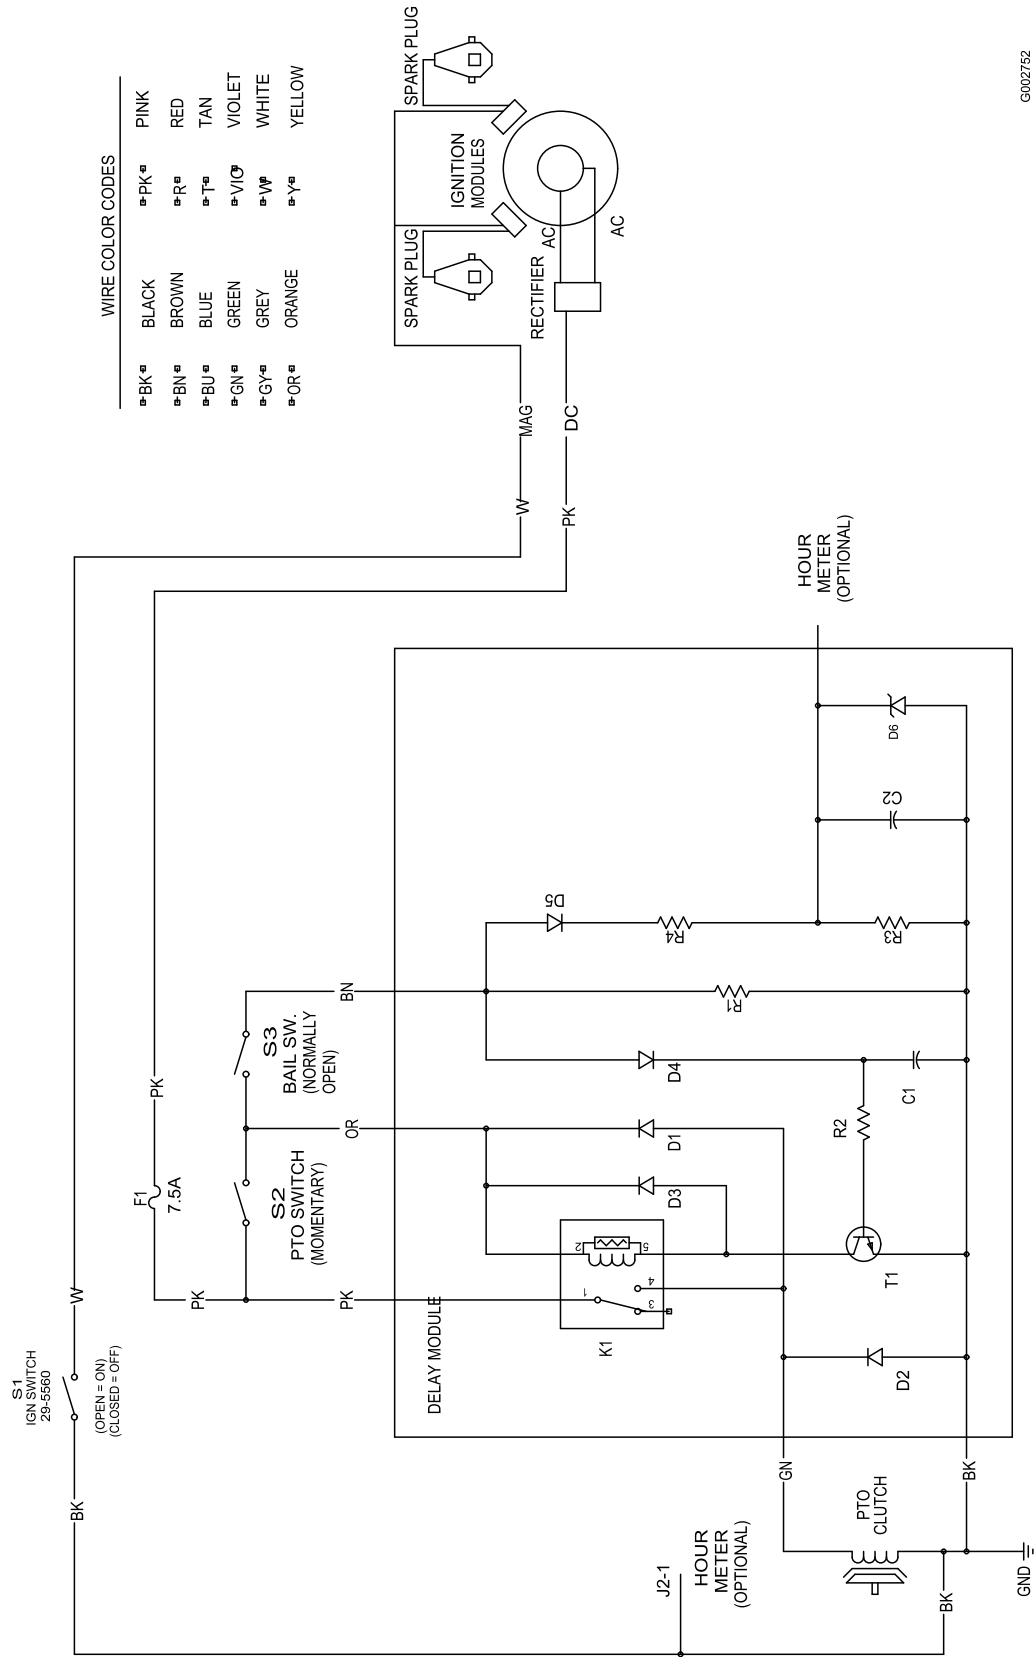 WIRE COLOR CODES
BK BLACK
BN BROWN
BU BLUE
GN GREEN
GY GREY
OR ORANGE
PK PINK
R RED
T TAN
VIO VIOLET
W WHITE
Y YELLOW
SPARK PLUG
SPARK PLUG
IGNITION
MODULES
AC
AC
RECTIFIER
MAG
DC
W
PK
HOUR
METER
(OPTIONAL)
S1
IGN SWITCH
29-5560
(OPEN = ON)
(CLOSED = OFF)
W
BK
F1
7.5A
PK
PK
PK
S2
PTO SWITCH
(MOMENTARY)
S3
BAIL SW.
(NORMALLY
OPEN)
OR
BN
DELAY MODULE
K1
1
2
3
4
5
D1
D2
D3
D4
D5
D6
R1
R2
R3
R4
C1
C2
T1
GN
BK
PTO
CLUTCH
BK
GND
J2-1
HOUR
METER
(OPTIONAL)
G002752